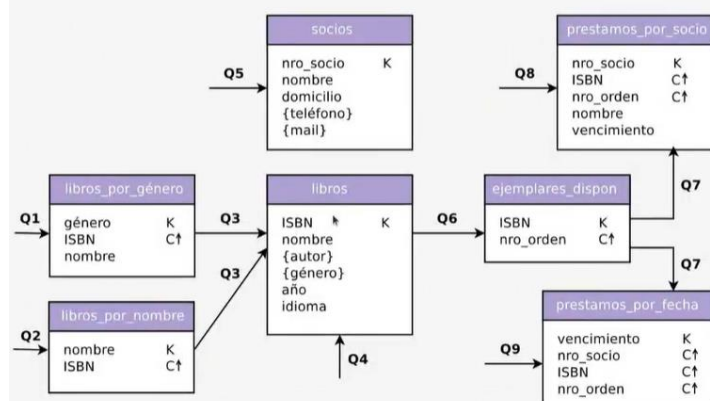 socios
nro_socio K
nombre
domicilio
{teléfono}
{mail}
Q5
prestamos_por_socio
nro_socio K
ISBN C↑
nro_orden C↑
nombre
vencimiento
Q8
libros_por_género
género K
ISBN C↑
nombre
Q1
Q3
libros
ISBN K
nombre
{autor}
{género}
año
idioma
Q6
ejemplares_dispon
ISBN K
nro_orden C↑
Q7
Q7
Q3
libros_por_nombre
nombre K
ISBN C↑
Q2
Q4
prestamos_por_fecha
vencimiento K
nro_socio C↑
ISBN C↑
nro_orden C↑
Q9